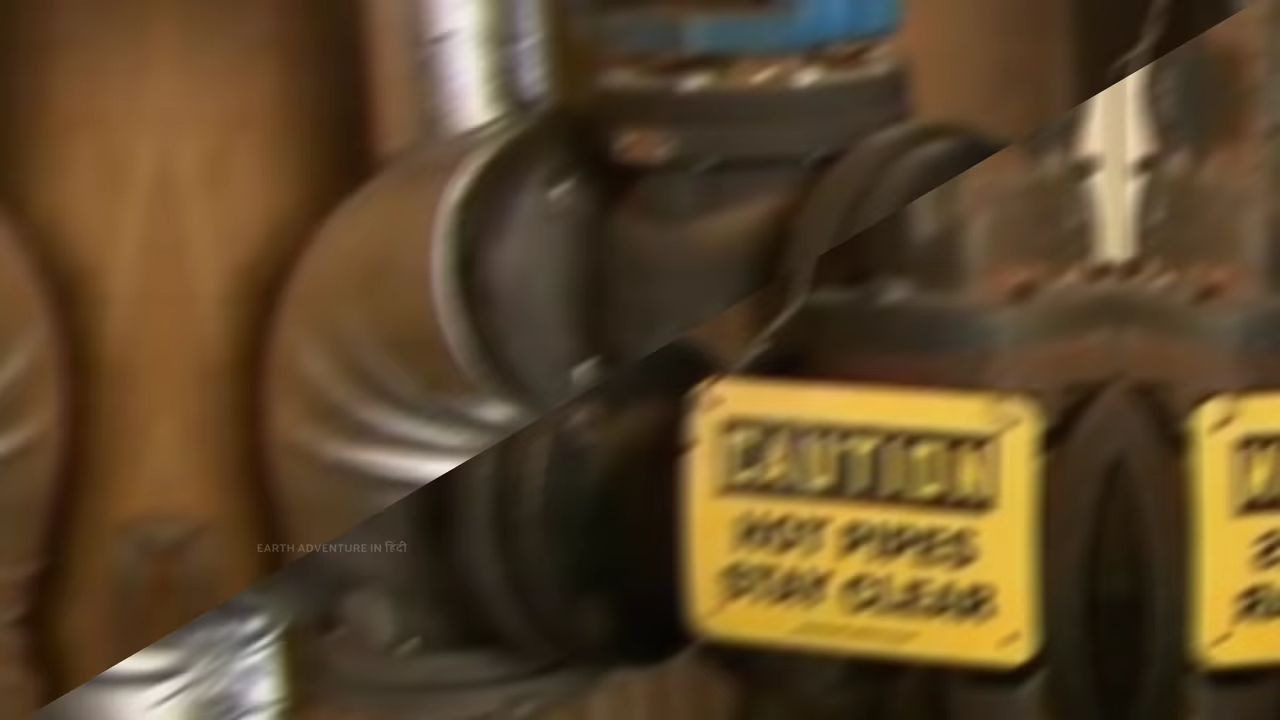 CAUTION
HOT PIPES
STAY CLEAR
EARTH ADVENTURE IN हिंदी